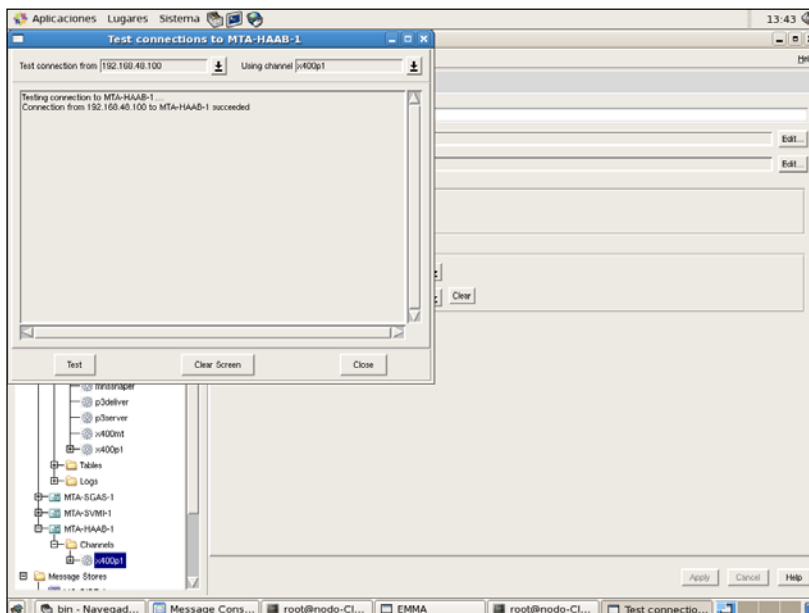 Aplicaciones Lugares Sistema 13:43
Test connections to MTA-HAAB-1
Help
Test connection from 192.168.48.100 Using channel x400p1
Testing connection to MTA-HAAB-1...
Connection from 192.168.48.100 to MTA-HAAB-1 succeeded
Edit...
Edit...
Clear
Test Clear Screen Close
p3deliver
p3server
x400mt
x400p1
Tables
Logs
MTA-SGAS-1
MTA-SVMI-1
MTA-HAAB-1
Channels
x400p1
Message Stores
Apply Cancel Help
bin - Navegad... Message Cons... root@nodo-Cl... EMMA root@nodo-Cl... Test connectio...